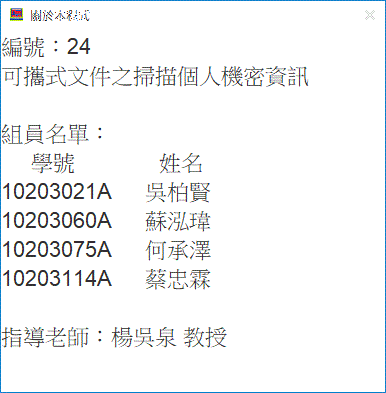 關於本程式
編號：24
可攜式文件之掃描個人機密資訊
組員名單：
學號 姓名
10203021A 吳柏賢
10203060A 蘇泓瑋
10203075A 何承澤
10203114A 蔡忠霖
指導老師：楊吳泉 教授